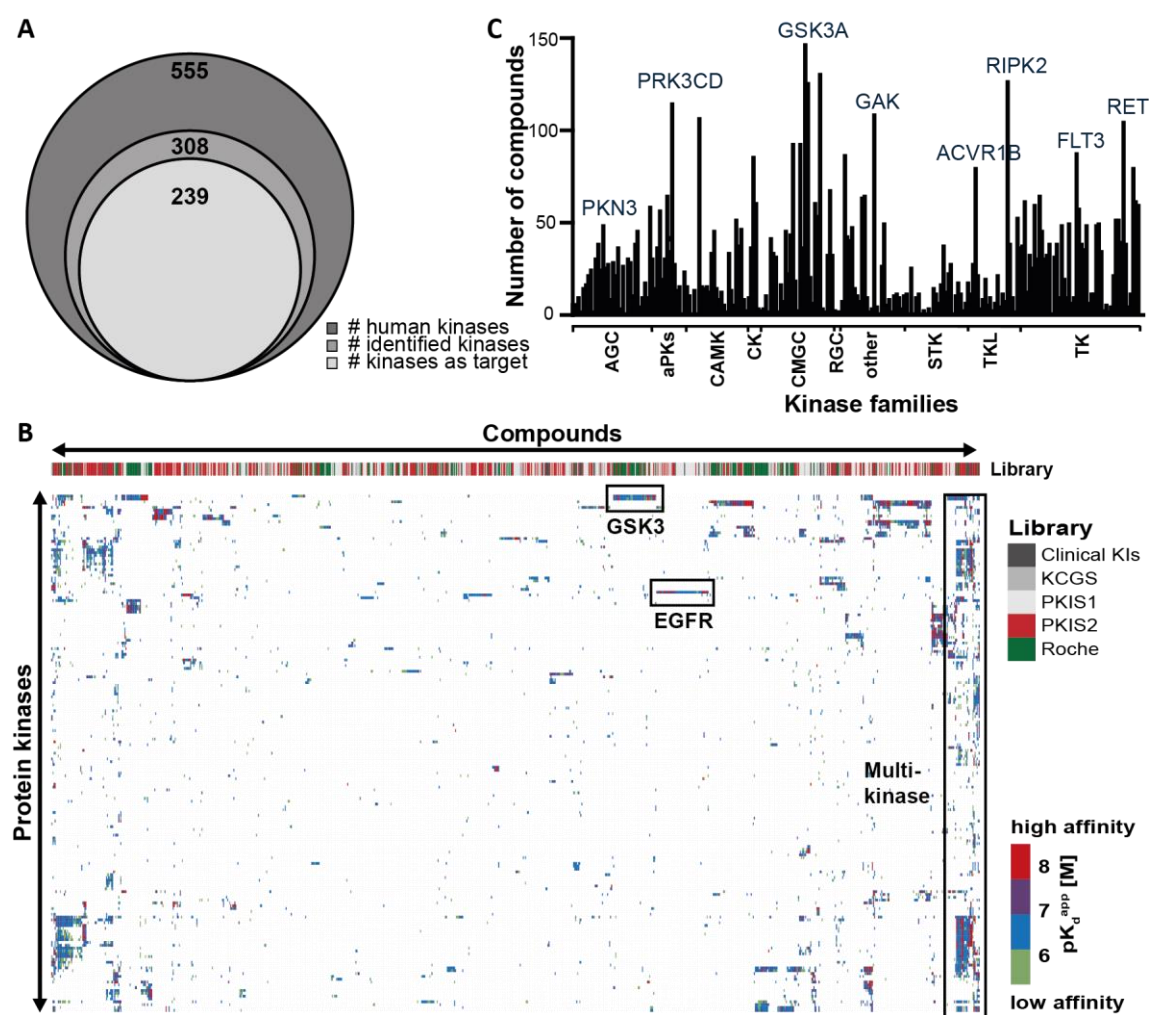 A
555
308
239
# human kinases
# identified kinases
# kinases as target
C
Number of compounds
150
100
50
0
PKN3
PRK3CD
GSK3A
GAK
ACVR1B
RIPK2
FLT3
RET
AGC
aPKs
CAMK
CK
CMGC
RGC
other
STK
TKL
TK
Kinase families
B
Compounds
Library
Protein kinases
GSK3
EGFR
Multi-
kinase
Library
Clinical KIs
KCGS
PKIS1
PKIS2
Roche
high affinity
8
7
6
pKd app [M]
low affinity